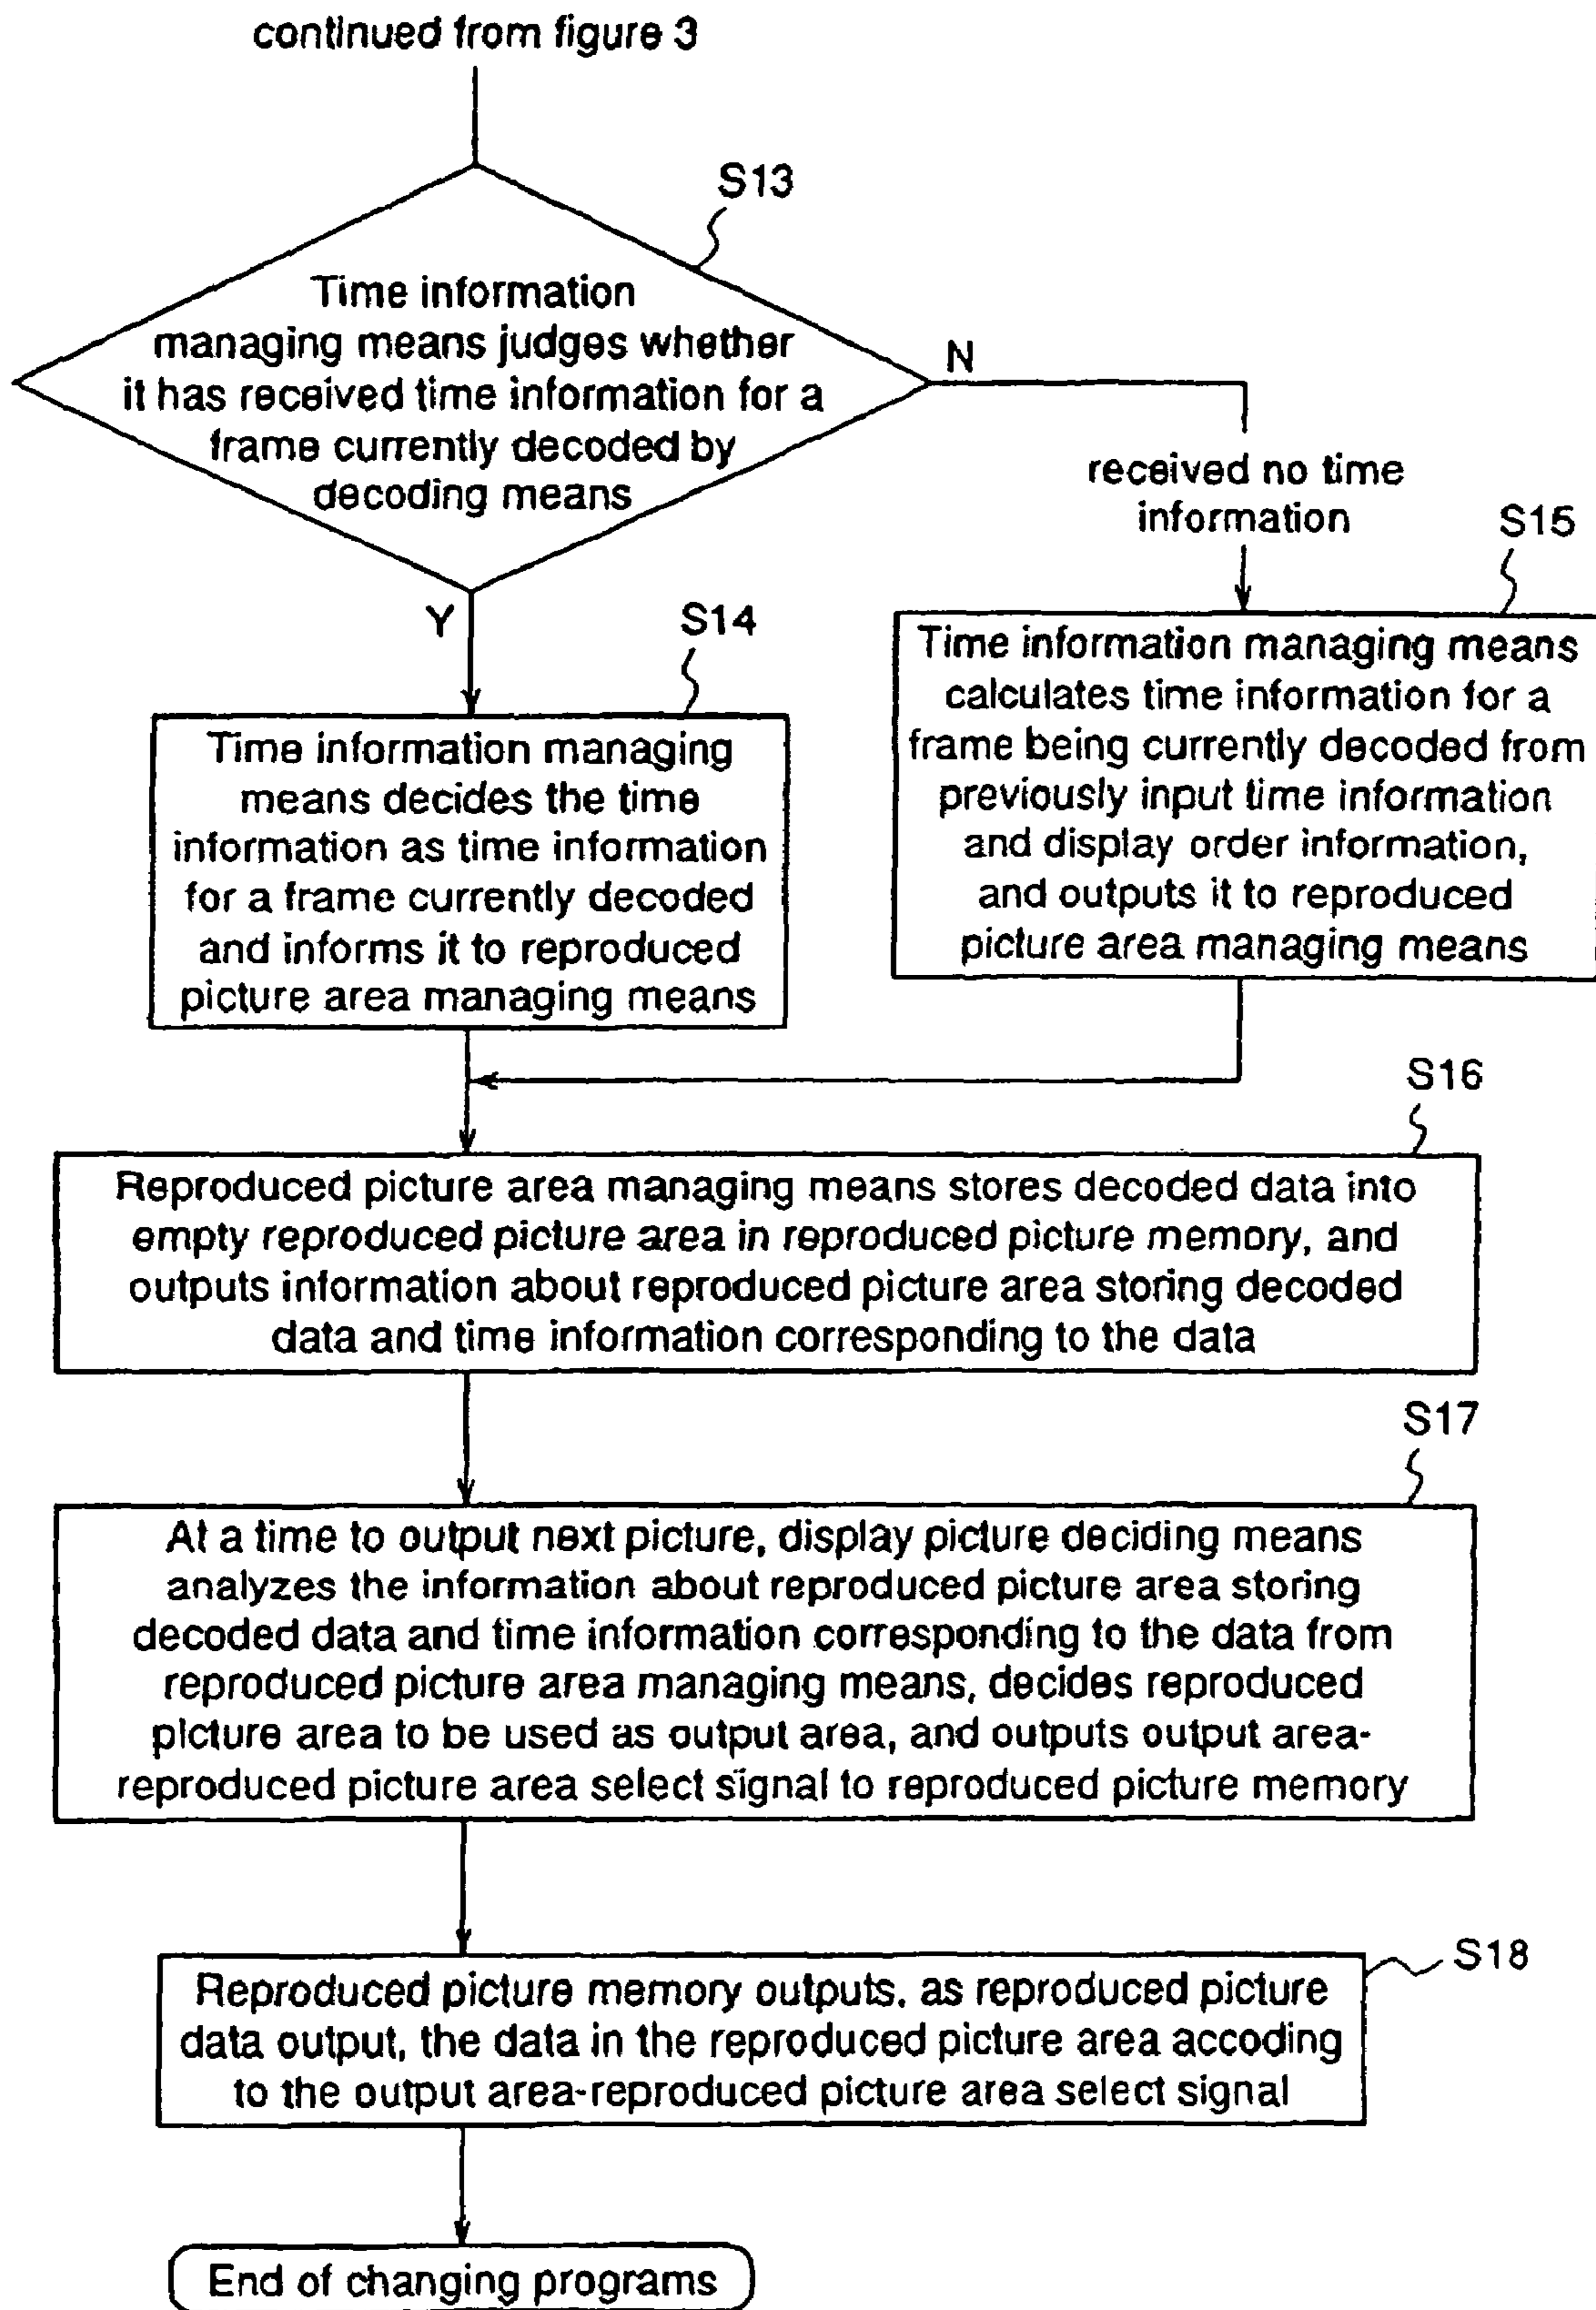 continued from figure 3
S13
Time information
managing means judges whether
it has received time information for a
frame currently decoded by
decoding means
N
received no time
information
S15
Y
S14
Time information managing
means decides the time
information as time information
for a frame currently decoded
and informs it to reproduced
picture area managing means
Time information managing means
calculates time information for a
frame being currently decoded from
previously input time information
and display order information,
and outputs it to reproduced
picture area managing means
S16
Reproduced picture area managing means stores decoded data into
empty reproduced picture area in reproduced picture memory, and
outputs information about reproduced picture area storing decoded
data and time information corresponding to the data
S17
At a time to output next picture, display picture deciding means
analyzes the information about reproduced picture area storing
decoded data and time information corresponding to the data from
reproduced picture area managing means, decides reproduced
picture area to be used as output area, and outputs output area-
reproduced picture area select signal to reproduced picture memory
S18
Reproduced picture memory outputs, as reproduced picture
data output, the data in the reproduced picture area accoding
to the output area-reproduced picture area select signal
End of changing programs